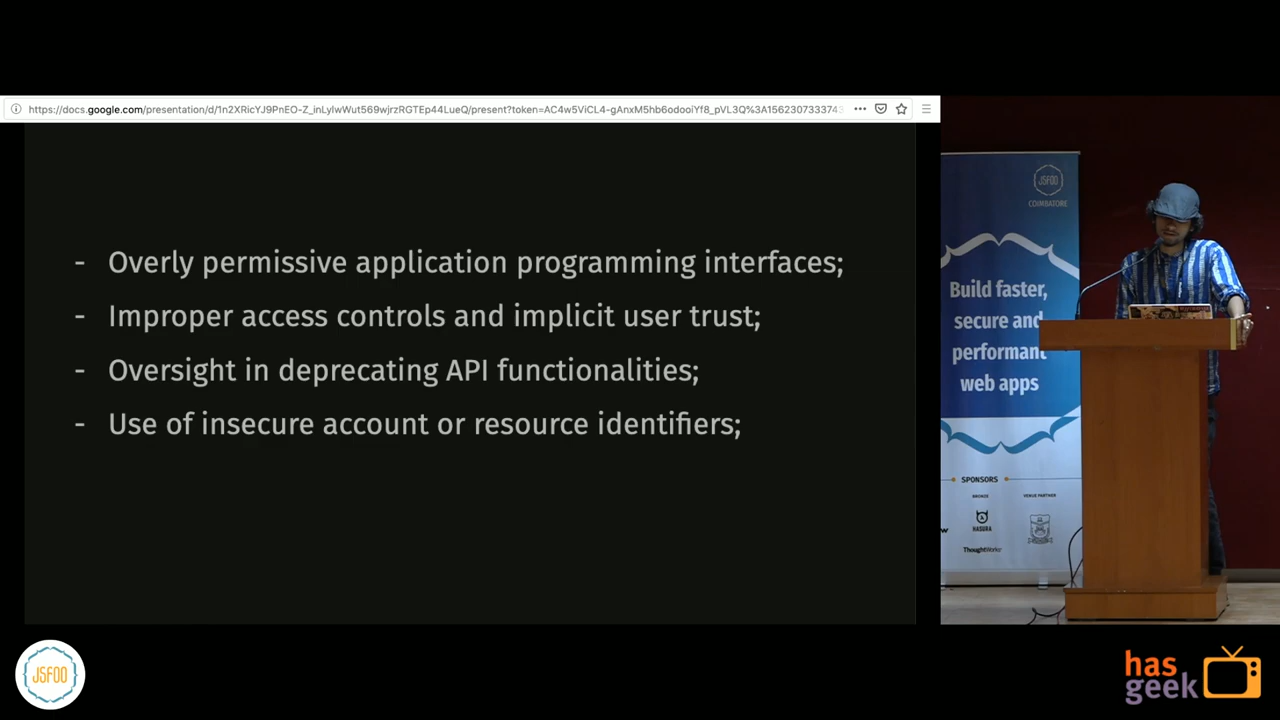 https://docs.google.com/presentation/d/1n2XRicYJ9PnEO-Z_inLylwWut569wjrzRGTEp44LueQ/present?token=AC4w5ViCL4-gAnxM5hb6odooiYf8_pVL3Q%3A1562307333743
- Overly permissive application programming interfaces;
- Improper access controls and implicit user trust;
- Oversight in deprecating API functionalities;
- Use of insecure account or resource identifiers;
JSFOO
COIMBATORE
Build faster,
secure and
performant
web apps
SPONSORS
BRONZE
VENUE PARTNER
HASURA
ThoughtWorks
JSFOO
has
geek